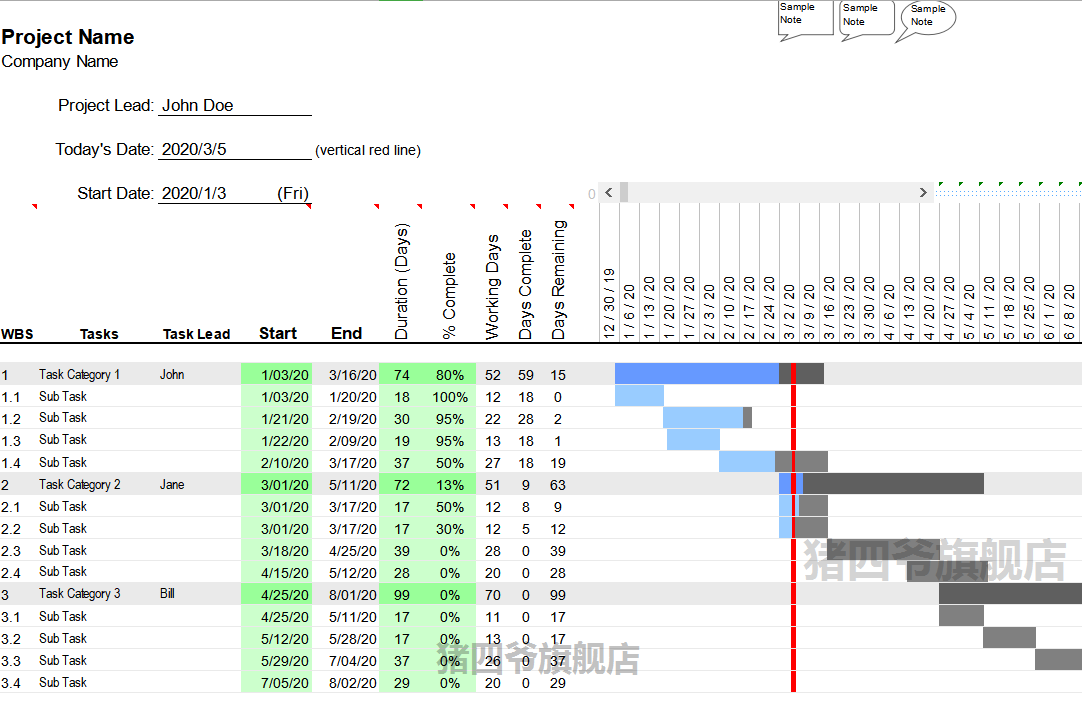 Sample Note
Sample Note
Sample Note
Project Name
Company Name
Project Lead: John Doe
Today's Date: 2020/3/5 (vertical red line)
Start Date: 2020/1/3 (Fri)
0
WBS Tasks Task Lead Start End Duration (Days) % Complete Working Days Days Complete Days Remaining 12 / 30 / 19 1 / 6 / 20 1 / 13 / 20 1 / 20 / 20 1 / 27 / 20 2 / 3 / 20 2 / 10 / 20 2 / 17 / 20 2 / 24 / 20 3 / 2 / 20 3 / 9 / 20 3 / 16 / 20 3 / 23 / 20 3 / 30 / 20 4 / 6 / 20 4 / 13 / 20 4 / 20 / 20 4 / 27 / 20 5 / 4 / 20 5 / 11 / 20 5 / 18 / 20 5 / 25 / 20 6 / 1 / 20 6 / 8 / 20
1 Task Category 1 John 1/03/20 3/16/20 74 80% 52 59 15
1.1 Sub Task 1/03/20 1/20/20 18 100% 12 18 0
1.2 Sub Task 1/21/20 2/19/20 30 95% 22 28 2
1.3 Sub Task 1/22/20 2/09/20 19 95% 13 18 1
1.4 Sub Task 2/10/20 3/17/20 37 50% 27 18 19
2 Task Category 2 Jane 3/01/20 5/11/20 72 13% 51 9 63
2.1 Sub Task 3/01/20 3/17/20 17 50% 12 8 9
2.2 Sub Task 3/01/20 3/17/20 17 30% 12 5 12
2.3 Sub Task 3/18/20 4/25/20 39 0% 28 0 39
猪四爷旗舰店
2.4 Sub Task 4/15/20 5/12/20 28 0% 20 0 28
3 Task Category 3 Bill 4/25/20 8/01/20 99 0% 70 0 99
3.1 Sub Task 4/25/20 5/11/20 17 0% 11 0 17
3.2 Sub Task 5/12/20 5/28/20 17 0% 13 0 17
猪四爷旗舰店
3.3 Sub Task 5/29/20 7/04/20 37 0% 26 0 37
3.4 Sub Task 7/05/20 8/02/20 29 0% 20 0 29